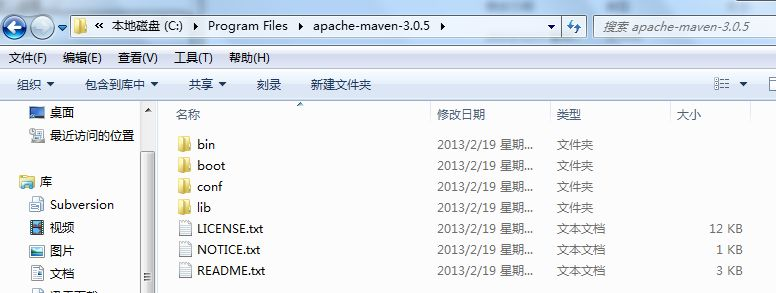 本地磁盘 (C:) Program Files apache-maven-3.0.5 搜索 apache-maven-3.0.5
文件(F) 编辑(E) 查看(V) 工具(T) 帮助(H)
组织 包含到库中 共享 刻录 新建文件夹
名称 修改日期 类型 大小
桌面
最近访问的位置
库
Subversion
视频
图片
文档
bin 2013/2/19 星期... 文件夹
boot 2013/2/19 星期... 文件夹
conf 2013/2/19 星期... 文件夹
lib 2013/2/19 星期... 文件夹
LICENSE.txt 2013/2/19 星期... 文本文档 12 KB
NOTICE.txt 2013/2/19 星期... 文本文档 1 KB
README.txt 2013/2/19 星期... 文本文档 3 KB